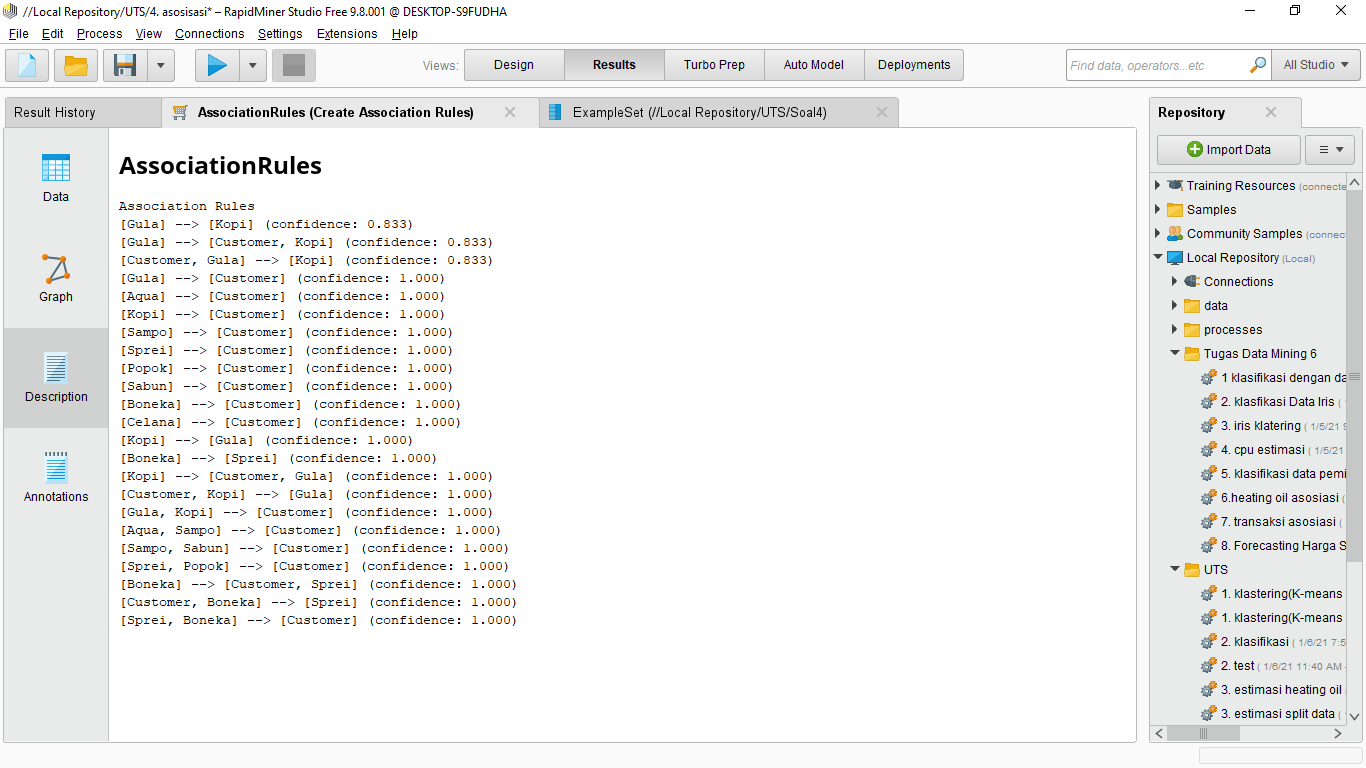 //Local Repository/UTS/4. asosisasi* – RapidMiner Studio Free 9.8.001 @ DESKTOP-S9FUDHA
File Edit Process View Connections Settings Extensions Help
Views: Design Results Turbo Prep Auto Model Deployments Find data, operators...etc All Studio
Result History AssociationRules (Create Association Rules) ExampleSet (//Local Repository/UTS/Soal4)
Data
Graph
Description
Annotations
AssociationRules
Association Rules
[Gula] --> [Kopi] (confidence: 0.833)
[Gula] --> [Customer, Kopi] (confidence: 0.833)
[Customer, Gula] --> [Kopi] (confidence: 0.833)
[Gula] --> [Customer] (confidence: 1.000)
[Aqua] --> [Customer] (confidence: 1.000)
[Kopi] --> [Customer] (confidence: 1.000)
[Sampo] --> [Customer] (confidence: 1.000)
[Sprei] --> [Customer] (confidence: 1.000)
[Popok] --> [Customer] (confidence: 1.000)
[Sabun] --> [Customer] (confidence: 1.000)
[Boneka] --> [Customer] (confidence: 1.000)
[Celana] --> [Customer] (confidence: 1.000)
[Kopi] --> [Gula] (confidence: 1.000)
[Boneka] --> [Sprei] (confidence: 1.000)
[Kopi] --> [Customer, Gula] (confidence: 1.000)
[Customer, Kopi] --> [Gula] (confidence: 1.000)
[Gula, Kopi] --> [Customer] (confidence: 1.000)
[Aqua, Sampo] --> [Customer] (confidence: 1.000)
[Sampo, Sabun] --> [Customer] (confidence: 1.000)
[Sprei, Popok] --> [Customer] (confidence: 1.000)
[Boneka] --> [Customer, Sprei] (confidence: 1.000)
[Customer, Boneka] --> [Sprei] (confidence: 1.000)
[Sprei, Boneka] --> [Customer] (confidence: 1.000)
Repository
Import Data
Training Resources (connecte
Samples
Community Samples (connec
Local Repository (Local)
Connections
data
processes
Tugas Data Mining 6
1 klasifikasi dengan da
2. klasfikasi Data Iris (
3. iris klatering ( 1/5/21 9
4. cpu estimasi ( 1/5/21
5. klasifikasi data pemi
6.heating oil asosiasi (
7. transaksi asosiasi (
8. Forecasting Harga S
UTS
1. klastering(K-means
1. klastering(K-means
2. klasifikasi ( 1/6/21 7:5
2. test ( 1/6/21 11:40 AM
3. estimasi heating oil
3. estimasi split data (